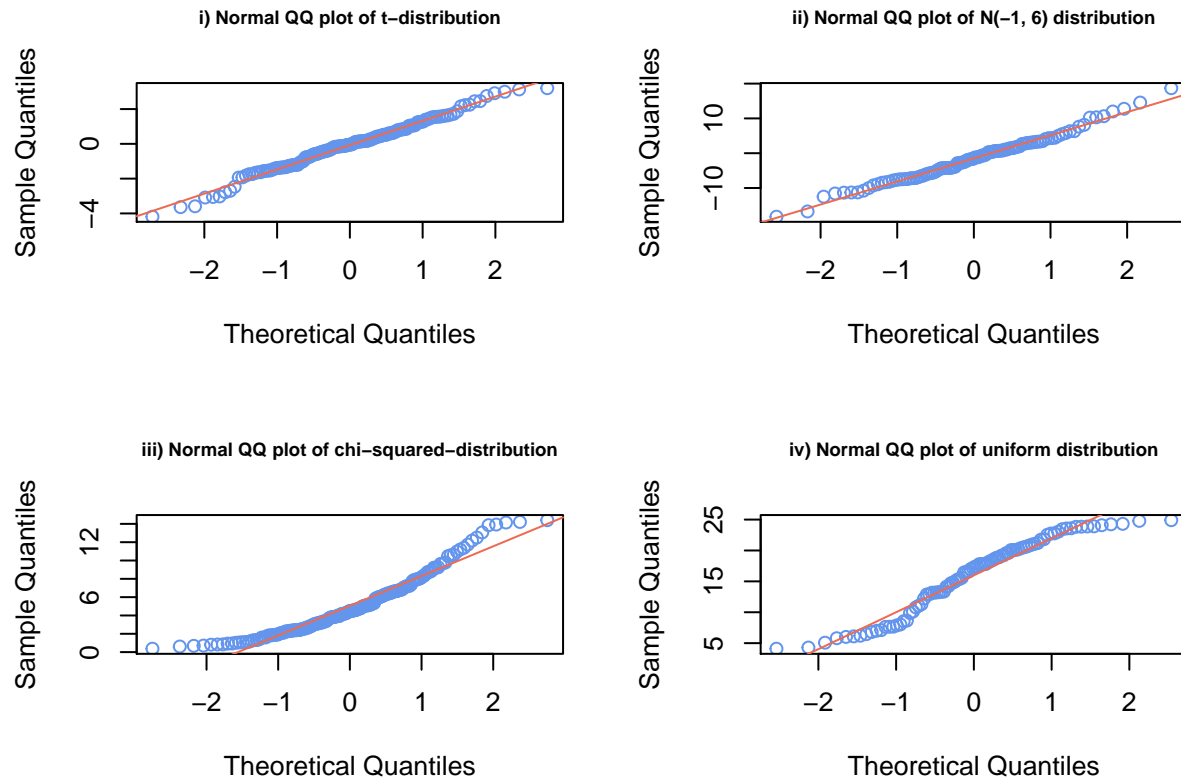 i) Normal QQ plot of t−distribution
Sample Quantiles
0
−4
−2 −1 0 1 2
Theoretical Quantiles
ii) Normal QQ plot of N(−1, 6) distribution
Sample Quantiles
10
−10
−2 −1 0 1 2
Theoretical Quantiles
iii) Normal QQ plot of chi−squared−distribution
Sample Quantiles
12
6
0
−2 −1 0 1 2
Theoretical Quantiles
iv) Normal QQ plot of uniform distribution
Sample Quantiles
25
15
5
−2 −1 0 1 2
Theoretical Quantiles